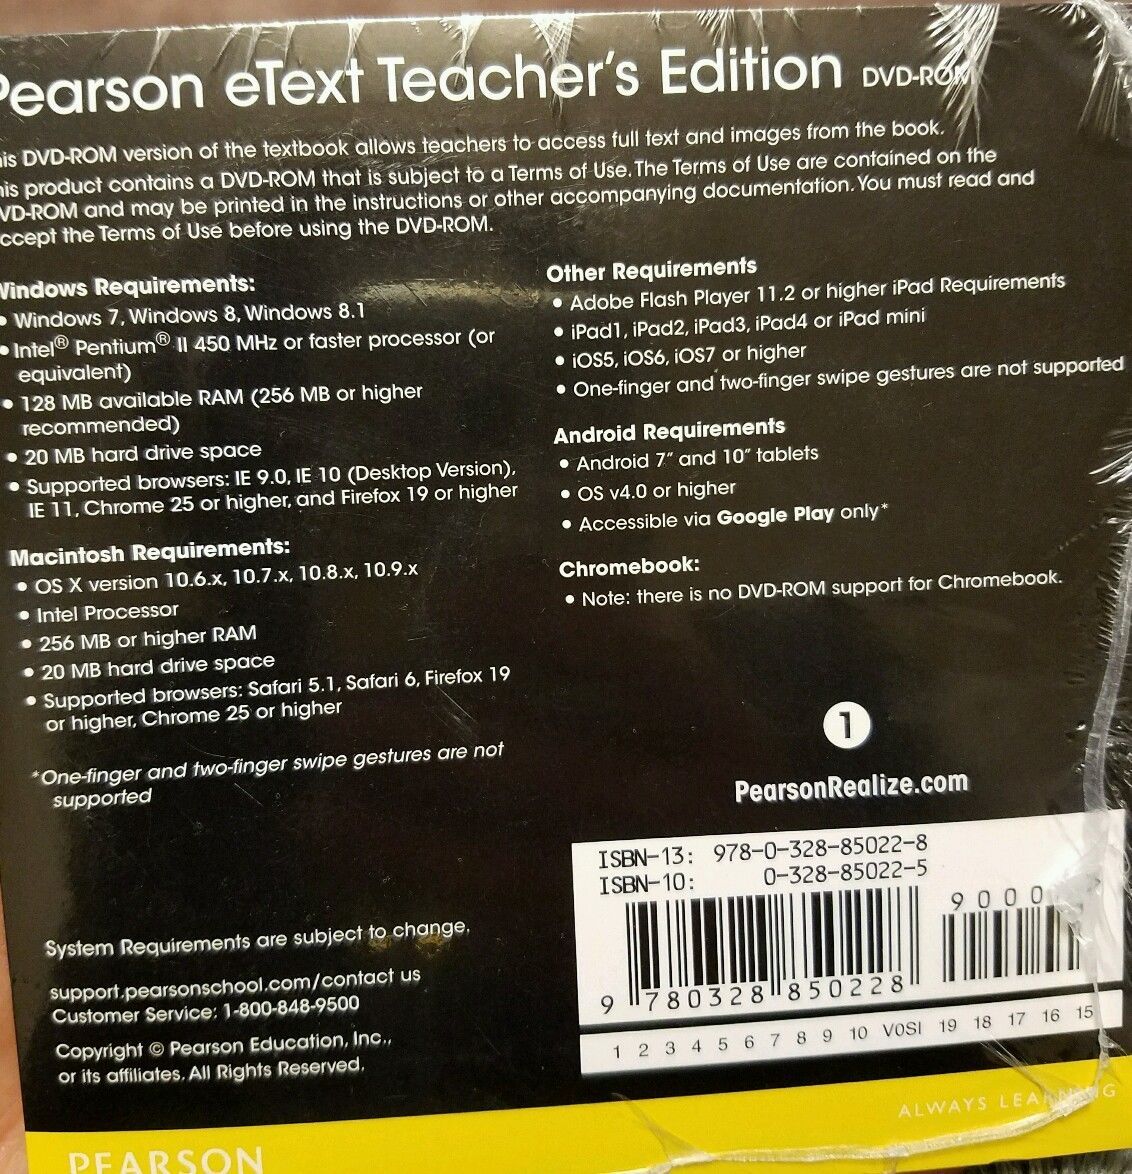 Pearson eText Teacher's Edition DVD-ROM
his DVD-ROM version of the textbook allows teachers to access full text and images from the book.
his product contains a DVD-ROM that is subject to a Terms of Use. The Terms of Use are contained on the
VD-ROM and may be printed in the instructions or other accompanying documentation. You must read and
ccept the Terms of Use before using the DVD-ROM.
Windows Requirements:
• Windows 7, Windows 8, Windows 8.1
• Intel® Pentium® II 450 MHz or faster processor (or
equivalent)
• 128 MB available RAM (256 MB or higher
recommended)
• 20 MB hard drive space
• Supported browsers: IE 9.0, IE 10 (Desktop Version),
IE 11, Chrome 25 or higher, and Firefox 19 or higher
Macintosh Requirements:
• OS X version 10.6.x, 10.7.x, 10.8.x, 10.9.x
• Intel Processor
• 256 MB or higher RAM
• 20 MB hard drive space
• Supported browsers: Safari 5.1, Safari 6, Firefox 19
or higher, Chrome 25 or higher
*One-finger and two-finger swipe gestures are not
supported
Other Requirements
• Adobe Flash Player 11.2 or higher iPad Requirements
• iPad1, iPad2, iPad3, iPad4 or iPad mini
• iOS5, iOS6, iOS7 or higher
• One-finger and two-finger swipe gestures are not supported
Android Requirements
• Android 7" and 10" tablets
• OS v4.0 or higher
• Accessible via Google Play only*
Chromebook:
• Note: there is no DVD-ROM support for Chromebook.
1
PearsonRealize.com
System Requirements are subject to change.
support.pearsonschool.com/contact us
Customer Service: 1-800-848-9500
Copyright © Pearson Education, Inc.,
or its affiliates. All Rights Reserved.
ISBN-13: 978-0-328-85022-8
ISBN-10: 0-328-85022-5
9000
9 780328 850228
1 2 3 4 5 6 7 8 9 10 V0SI 19 18 17 16 15
ALWAYS LEARNING
PEARSON